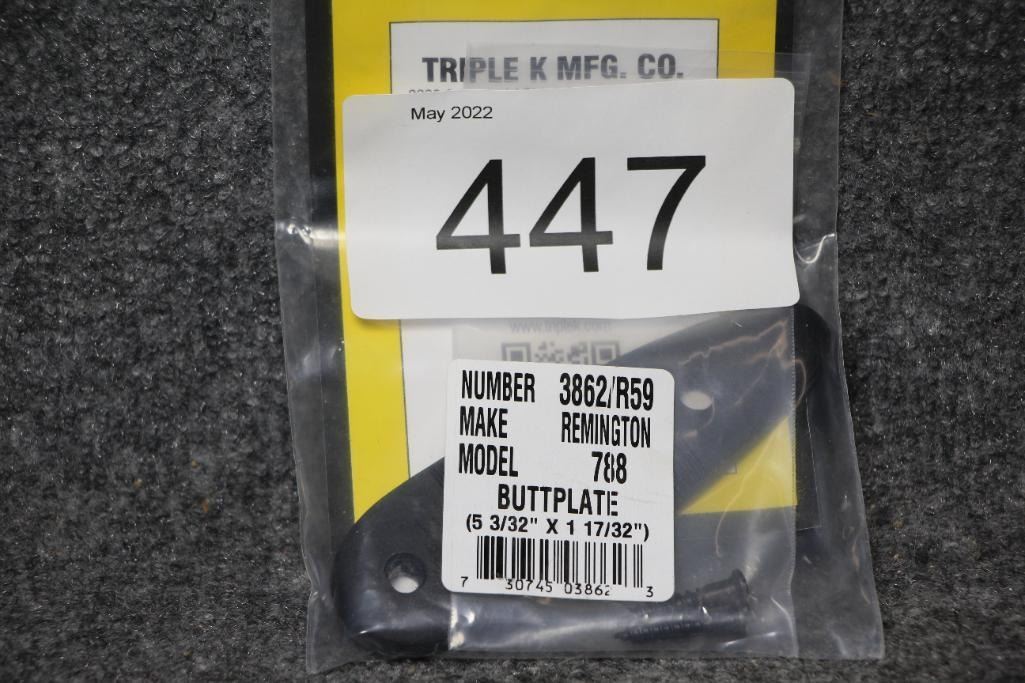 TRIPLE K MFG. CO.
May 2022
447
www.triplek.com
NUMBER 3862/R59
MAKE REMINGTON
MODEL 788
BUTTPLATE
(5 3/32" X 1 17/32")
7 30745 03862 3